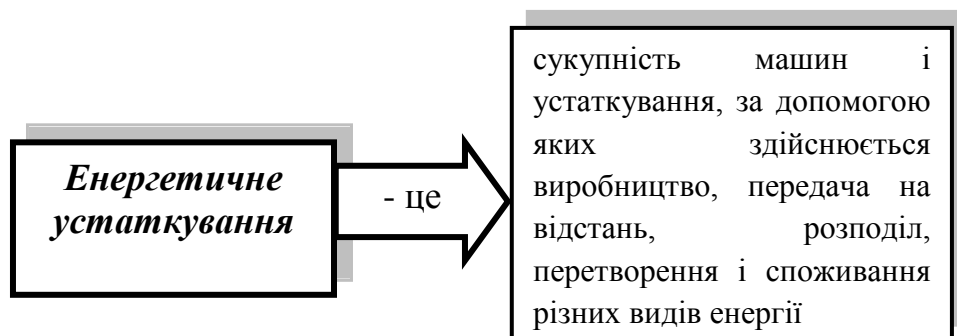 Енергетичне
устаткування
- це
сукупність машин і
устаткування, за допомогою
яких здійснюється
виробництво, передача на
відстань, розподіл,
перетворення і споживання
різних видів енергії